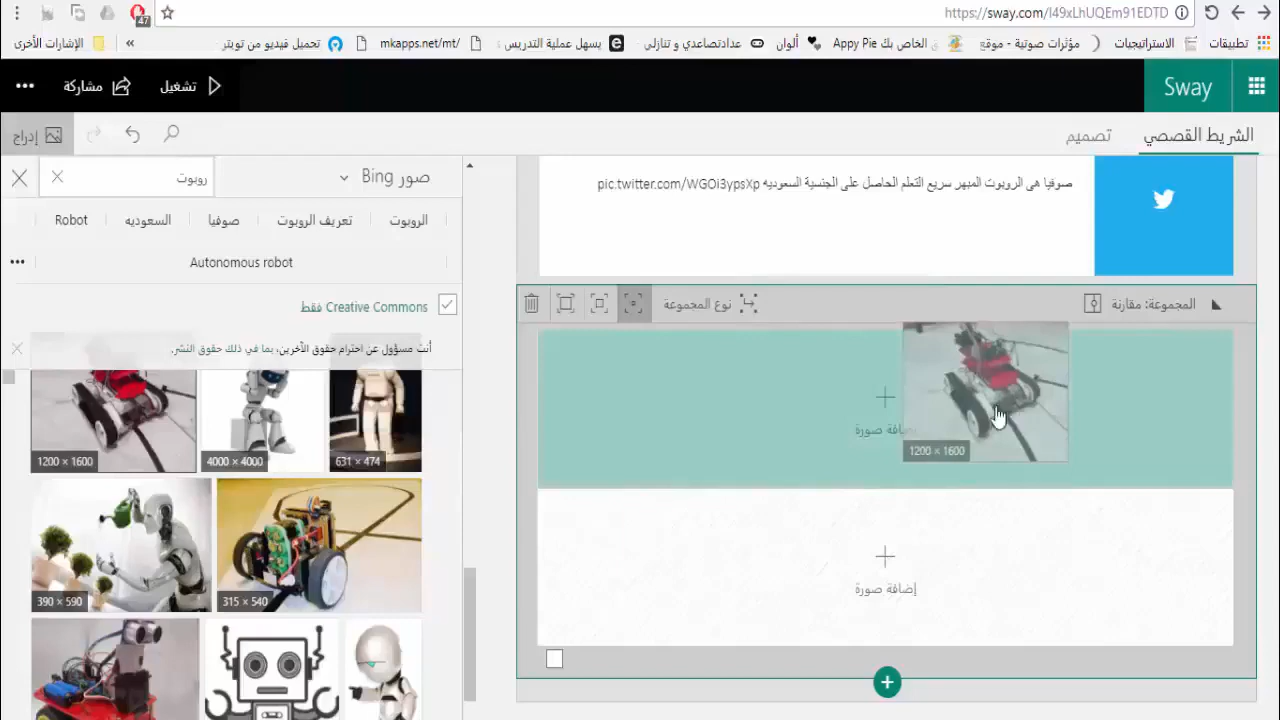 https://sway.com/l49xLhUQEm91EDTD
47
تطبيقات
الاستراتيجيات
مؤثرات صوتية - موقع
الخاص بك Appy Pie
ألوان
عدادتصاعدي و تنازلي
يسهل عملية التدريس
mkapps.net/mt/
تحميل فيديو من تويتر
«
الإشارات الأخرى
Sway
تشغيل
مشاركة
الشريط القصصي
تصميم
إدراج
صور Bing
روبوت
الروبوت
تعريف الروبوت
صوفيا
السعوديه
Robot
Autonomous robot
Creative Commons فقط
أنت مسؤول عن احترام حقوق الآخرين، بما في ذلك حقوق النشر.
1200 × 1600
4000 × 4000
631 × 474
390 × 590
315 × 540
صوفيا هى الروبوت المبهر سريع التعلم الحاصل على الجنسية السعوديه pic.twitter.com/WGOi3ypsXp
المجموعة: مقارنة
نوع المجموعة
إضافة صورة
1200 × 1600
إضافة صورة